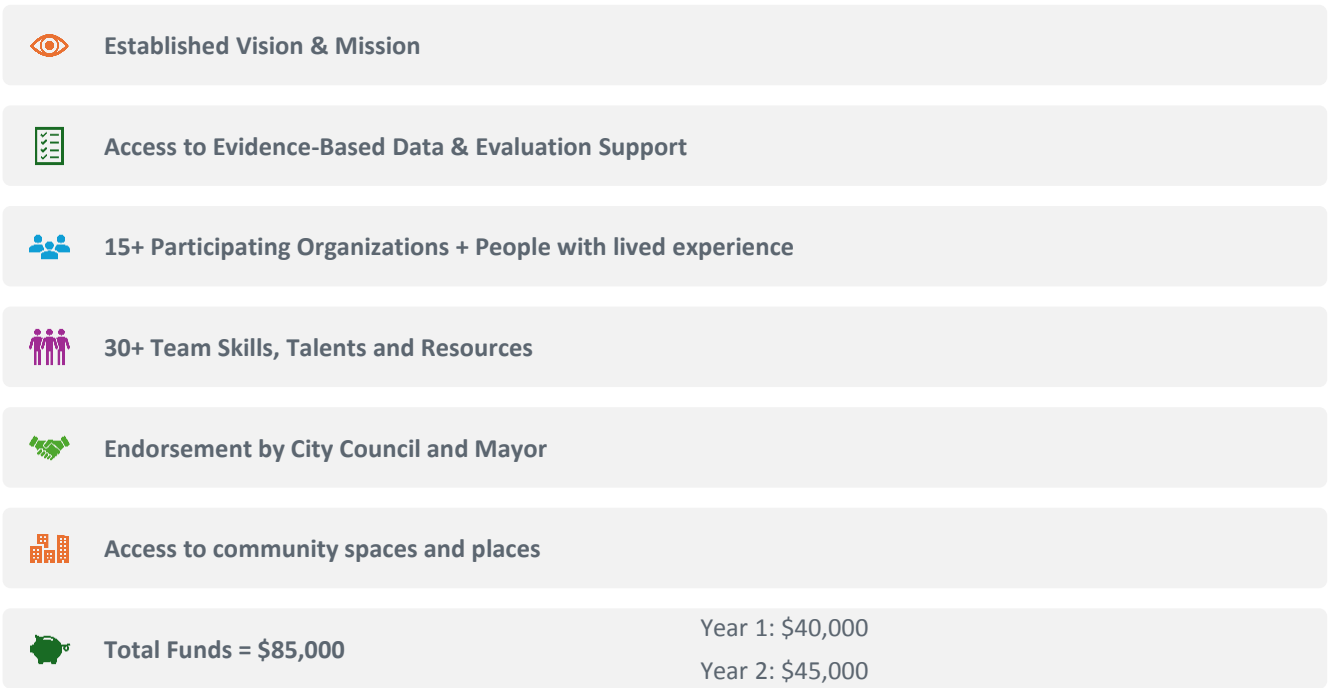 Established Vision & Mission
Access to Evidence-Based Data & Evaluation Support
15+ Participating Organizations + People with lived experience
30+ Team Skills, Talents and Resources
Endorsement by City Council and Mayor
Access to community spaces and places
Total Funds = $85,000
Year 1: $40,000
Year 2: $45,000